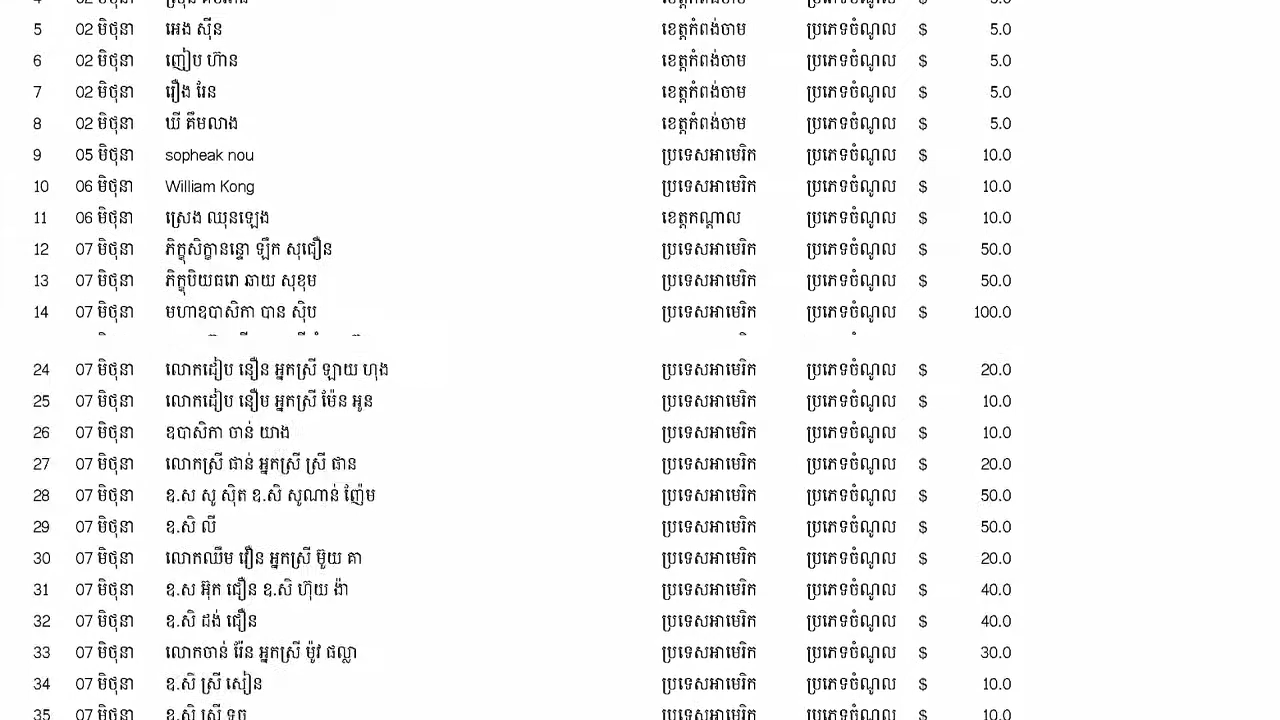 5 02 មិថុនា អេង ស៊ីន ខេត្តកំពង់ចាម ប្រភេទចំណូល $ 5.0
6 02 មិថុនា ញៀប ហ៊ាន ខេត្តកំពង់ចាម ប្រភេទចំណូល $ 5.0
7 02 មិថុនា រឿង រ៉ែន ខេត្តកំពង់ចាម ប្រភេទចំណូល $ 5.0
8 02 មិថុនា ឃី គឹមលាង ខេត្តកំពង់ចាម ប្រភេទចំណូល $ 5.0
9 05 មិថុនា sopheak nou ប្រទេសអាមេរិក ប្រភេទចំណូល $ 10.0
10 06 មិថុនា William Kong ប្រទេសអាមេរិក ប្រភេទចំណូល $ 10.0
11 06 មិថុនា ស្រេង ឈុនឡេង ខេត្តកណ្តាល ប្រភេទចំណូល $ 10.0
12 07 មិថុនា ភិក្ខុសិក្ខានន្ទោ ឡឹក សុជឿន ប្រទេសអាមេរិក ប្រភេទចំណូល $ 50.0
13 07 មិថុនា ភិក្ខុបិយធរោ ឆាយ សុខុម ប្រទេសអាមេរិក ប្រភេទចំណូល $ 50.0
14 07 មិថុនា មហាឧបាសិកា បាន ស៊ិប ប្រទេសអាមេរិក ប្រភេទចំណូល $ 100.0
24 07 មិថុនា លោកដៀប នឿន អ្នកស្រី ឡាយ ហុង ប្រទេសអាមេរិក ប្រភេទចំណូល $ 20.0
25 07 មិថុនា លោកដៀប នឿម អ្នកស្រី ម៉ែន អូន ប្រទេសអាមេរិក ប្រភេទចំណូល $ 10.0
26 07 មិថុនា ឧបាសិកា ចាន់ យាង ប្រទេសអាមេរិក ប្រភេទចំណូល $ 10.0
27 07 មិថុនា លោកស្រី ផាន់ អ្នកស្រី ស្រី ផាន ប្រទេសអាមេរិក ប្រភេទចំណូល $ 20.0
28 07 មិថុនា ឧ.ស សូ ស៊ិត ឧ.សិ សូណាន់ ញ៉ែម ប្រទេសអាមេរិក ប្រភេទចំណូល $ 50.0
29 07 មិថុនា ឧ.សិ លី ប្រទេសអាមេរិក ប្រភេទចំណូល $ 50.0
30 07 មិថុនា លោកឈឹម វឿន អ្នកស្រី ម៊ួយ គា ប្រទេសអាមេរិក ប្រភេទចំណូល $ 20.0
31 07 មិថុនា ឧ.ស អ៊ុក ជឿន ឧ.សិ ហ៊ុយ ង៉ា ប្រទេសអាមេរិក ប្រភេទចំណូល $ 40.0
32 07 មិថុនា ឧ.សិ ដង់ ជឿន ប្រទេសអាមេរិក ប្រភេទចំណូល $ 40.0
33 07 មិថុនា លោកចាន់ រ៉ែន អ្នកស្រី ម៉ូវ ផល្លា ប្រទេសអាមេរិក ប្រភេទចំណូល $ 30.0
34 07 មិថុនា ឧ.សិ ស្រី សៀន ប្រទេសអាមេរិក ប្រភេទចំណូល $ 10.0
35 07 មិថុនា ឧ.សិ ស្រី ទូច ប្រទេសអាមេរិក ប្រភេទចំណូល $ 10.0